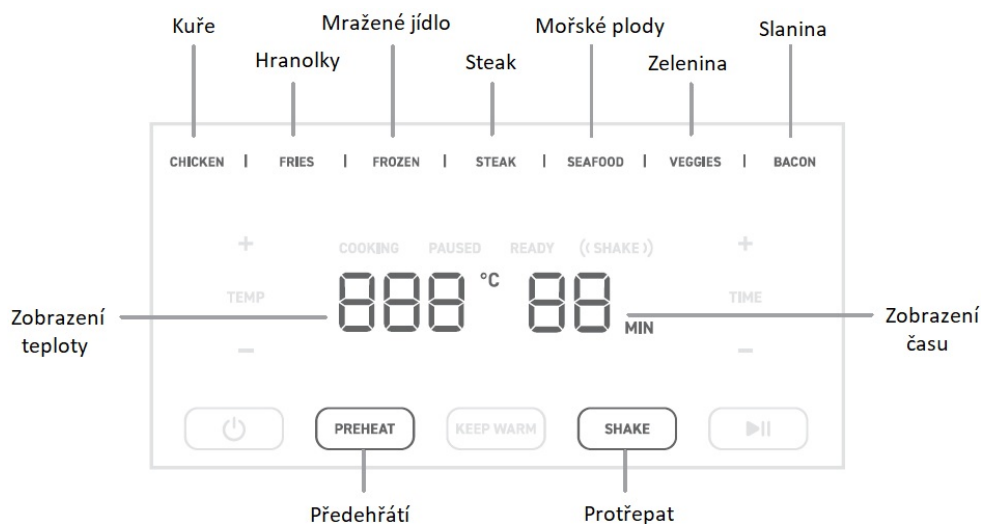 Kuře
Mražené jídlo
Mořské plody
Slanina
Hranolky
Steak
Zelenina
CHICKEN | FRIES | FROZEN | STEAK | SEAFOOD | VEGGIES | BACON
+
COOKING PAUSED READY ((SHAKE))
+
888 °C 88 MIN
TEMP
TIME
Zobrazení
teploty
Zobrazení
času
−
−
PREHEAT
KEEP WARM
SHAKE
Předehřátí
Protřepat